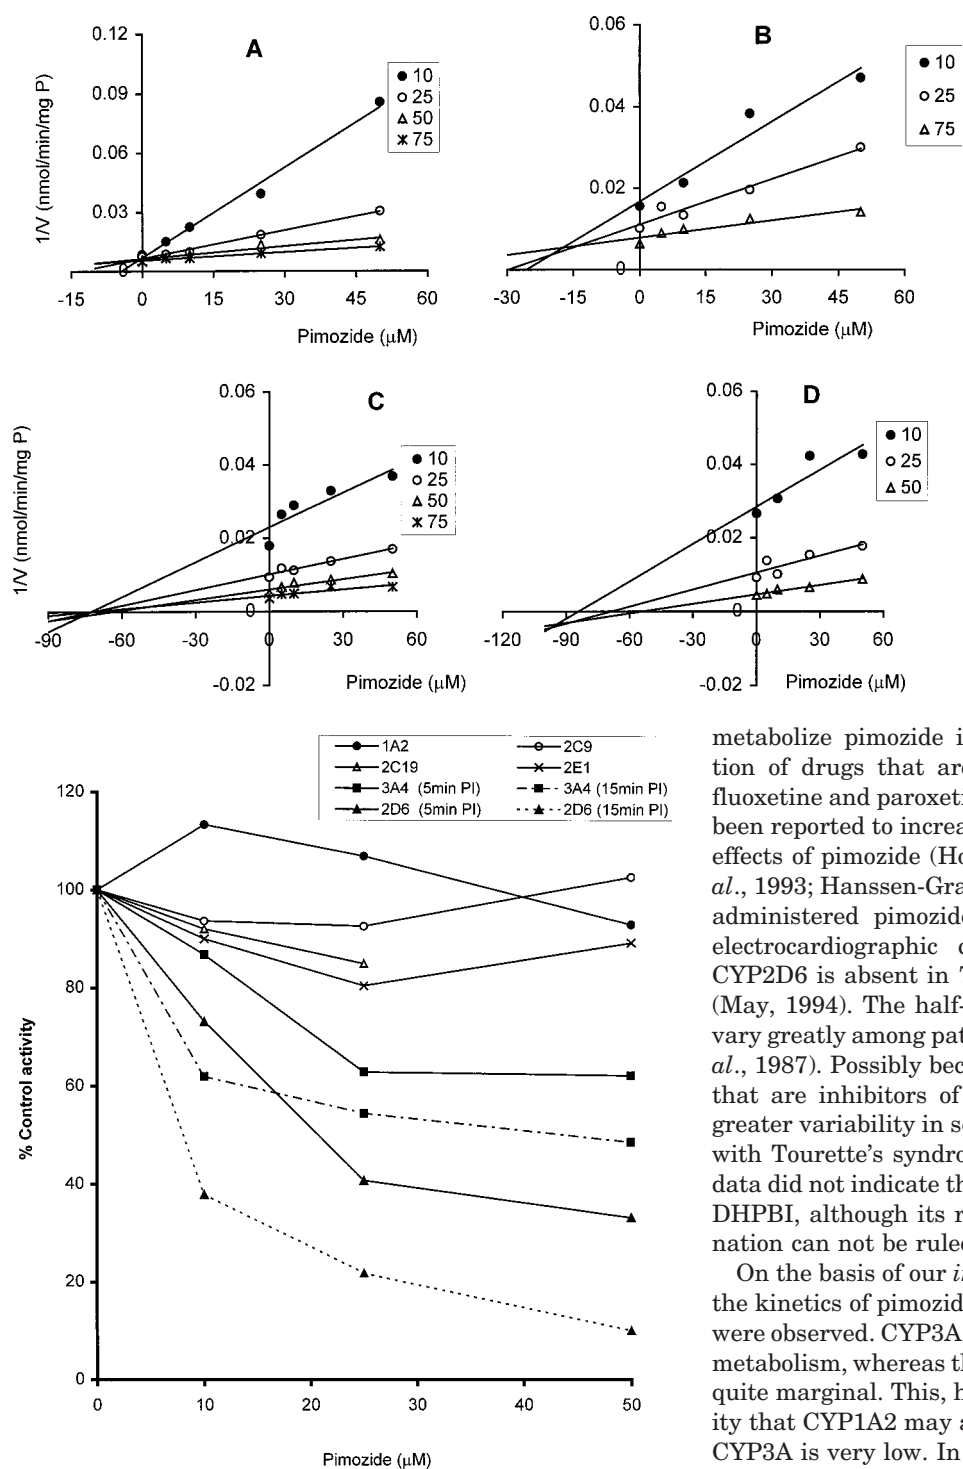 A
B
0.12
0.09
0.06
0.03
0
1/V (nmol/min/mg P)
10
25
50
75
-15 0 15 30 45 60
Pimozide (μM)
0.06
0.04
0.02
0
10
25
75
-30 -15 0 15 30 45 60
Pimozide (μM)
C
D
0.06
0.04
0.02
0
-0.02
1/V (nmol/min/mg P)
10
25
50
75
-90 -60 -30 0 30 60
Pimozide (μM)
0.06
0.04
0.02
0
-0.02
10
25
50
-120 -90 -60 -30 0 30 60
Pimozide (μM)
1A2 2C9
2C19 2E1
3A4 (5min PI) 3A4 (15min PI)
2D6 (5min PI) 2D6 (15min PI)
120
100
80
60
40
20
0
% Control activity
0 10 20 30 40 50
Pimozide (μM)
metabolize pimozide i
tion of drugs that ar
fluoxetine and paroxeti
been reported to increa
effects of pimozide (Ho
al., 1993; Hanssen-Gra
administered pimozid
electrocardiographic c
CYP2D6 is absent in T
(May, 1994). The half-
vary greatly among pat
al., 1987). Possibly bec
that are inhibitors of
greater variability in s
with Tourette's syndro
data did not indicate th
DHPBI, although its r
nation can not be ruled
On the basis of our in
the kinetics of pimozid
were observed. CYP3A
metabolism, whereas th
quite marginal. This, h
ity that CYP1A2 may a
CYP3A is very low. In